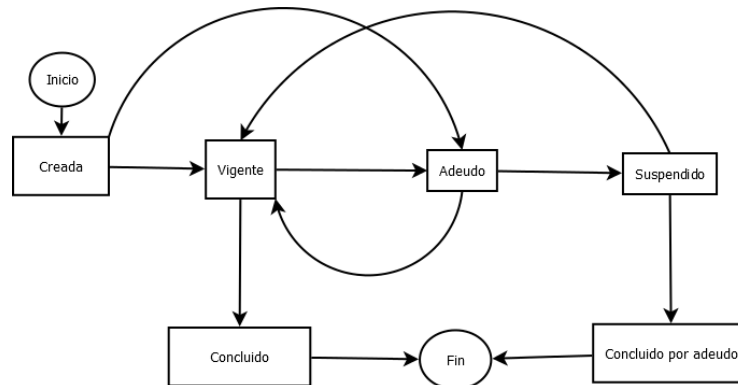 Inicio
Creada
Vigente
Adeudo
Suspendido
Concluido
Fin
Concluido por adeudo